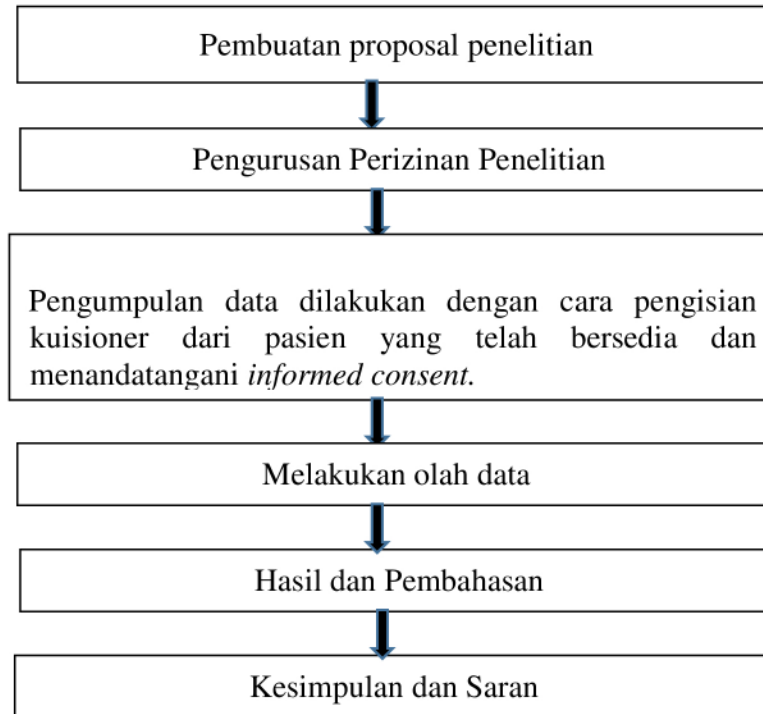 Pembuatan proposal penelitian
Pengurusan Perizinan Penelitian
Pengumpulan data dilakukan dengan cara pengisian
kuisioner dari pasien yang telah bersedia dan
menandatangani informed consent.
Melakukan olah data
Hasil dan Pembahasan
Kesimpulan dan Saran